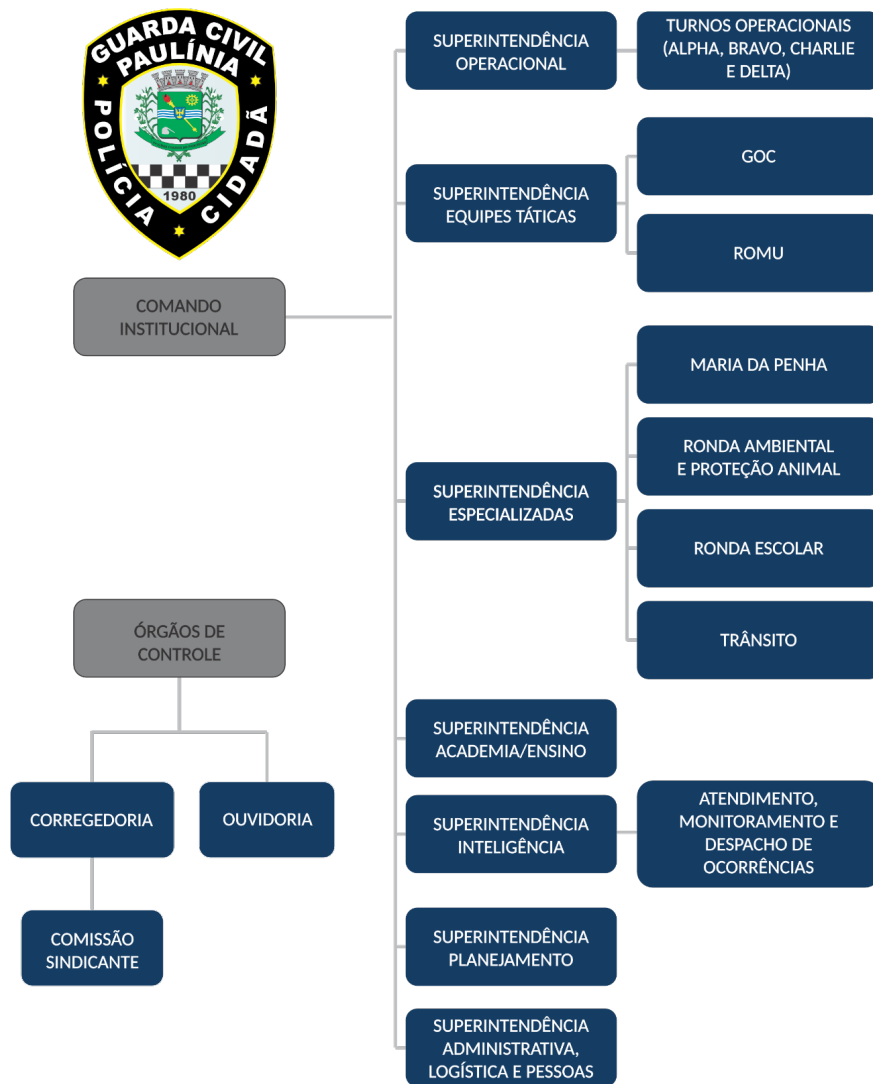 GUARDA CIVIL
PAULÍNIA
POLÍCIA CIDADÃ
1980
COMANDO
INSTITUCIONAL
SUPERINTENDÊNCIA
OPERACIONAL
TURNOS OPERACIONAIS
(ALPHA, BRAVO, CHARLIE
E DELTA)
SUPERINTENDÊNCIA
EQUIPES TÁTICAS
GOC
ROMU
SUPERINTENDÊNCIA
ESPECIALIZADAS
MARIA DA PENHA
RONDA AMBIENTAL
E PROTEÇÃO ANIMAL
RONDA ESCOLAR
TRÂNSITO
SUPERINTENDÊNCIA
ACADEMIA/ENSINO
SUPERINTENDÊNCIA
INTELIGÊNCIA
ATENDIMENTO,
MONITORAMENTO E
DESPACHO DE
OCORRÊNCIAS
SUPERINTENDÊNCIA
PLANEJAMENTO
SUPERINTENDÊNCIA
ADMINISTRATIVA,
LOGÍSTICA E PESSOAS
ÓRGÃOS DE
CONTROLE
CORREGEDORIA
OUVIDORIA
COMISSÃO
SINDICANTE